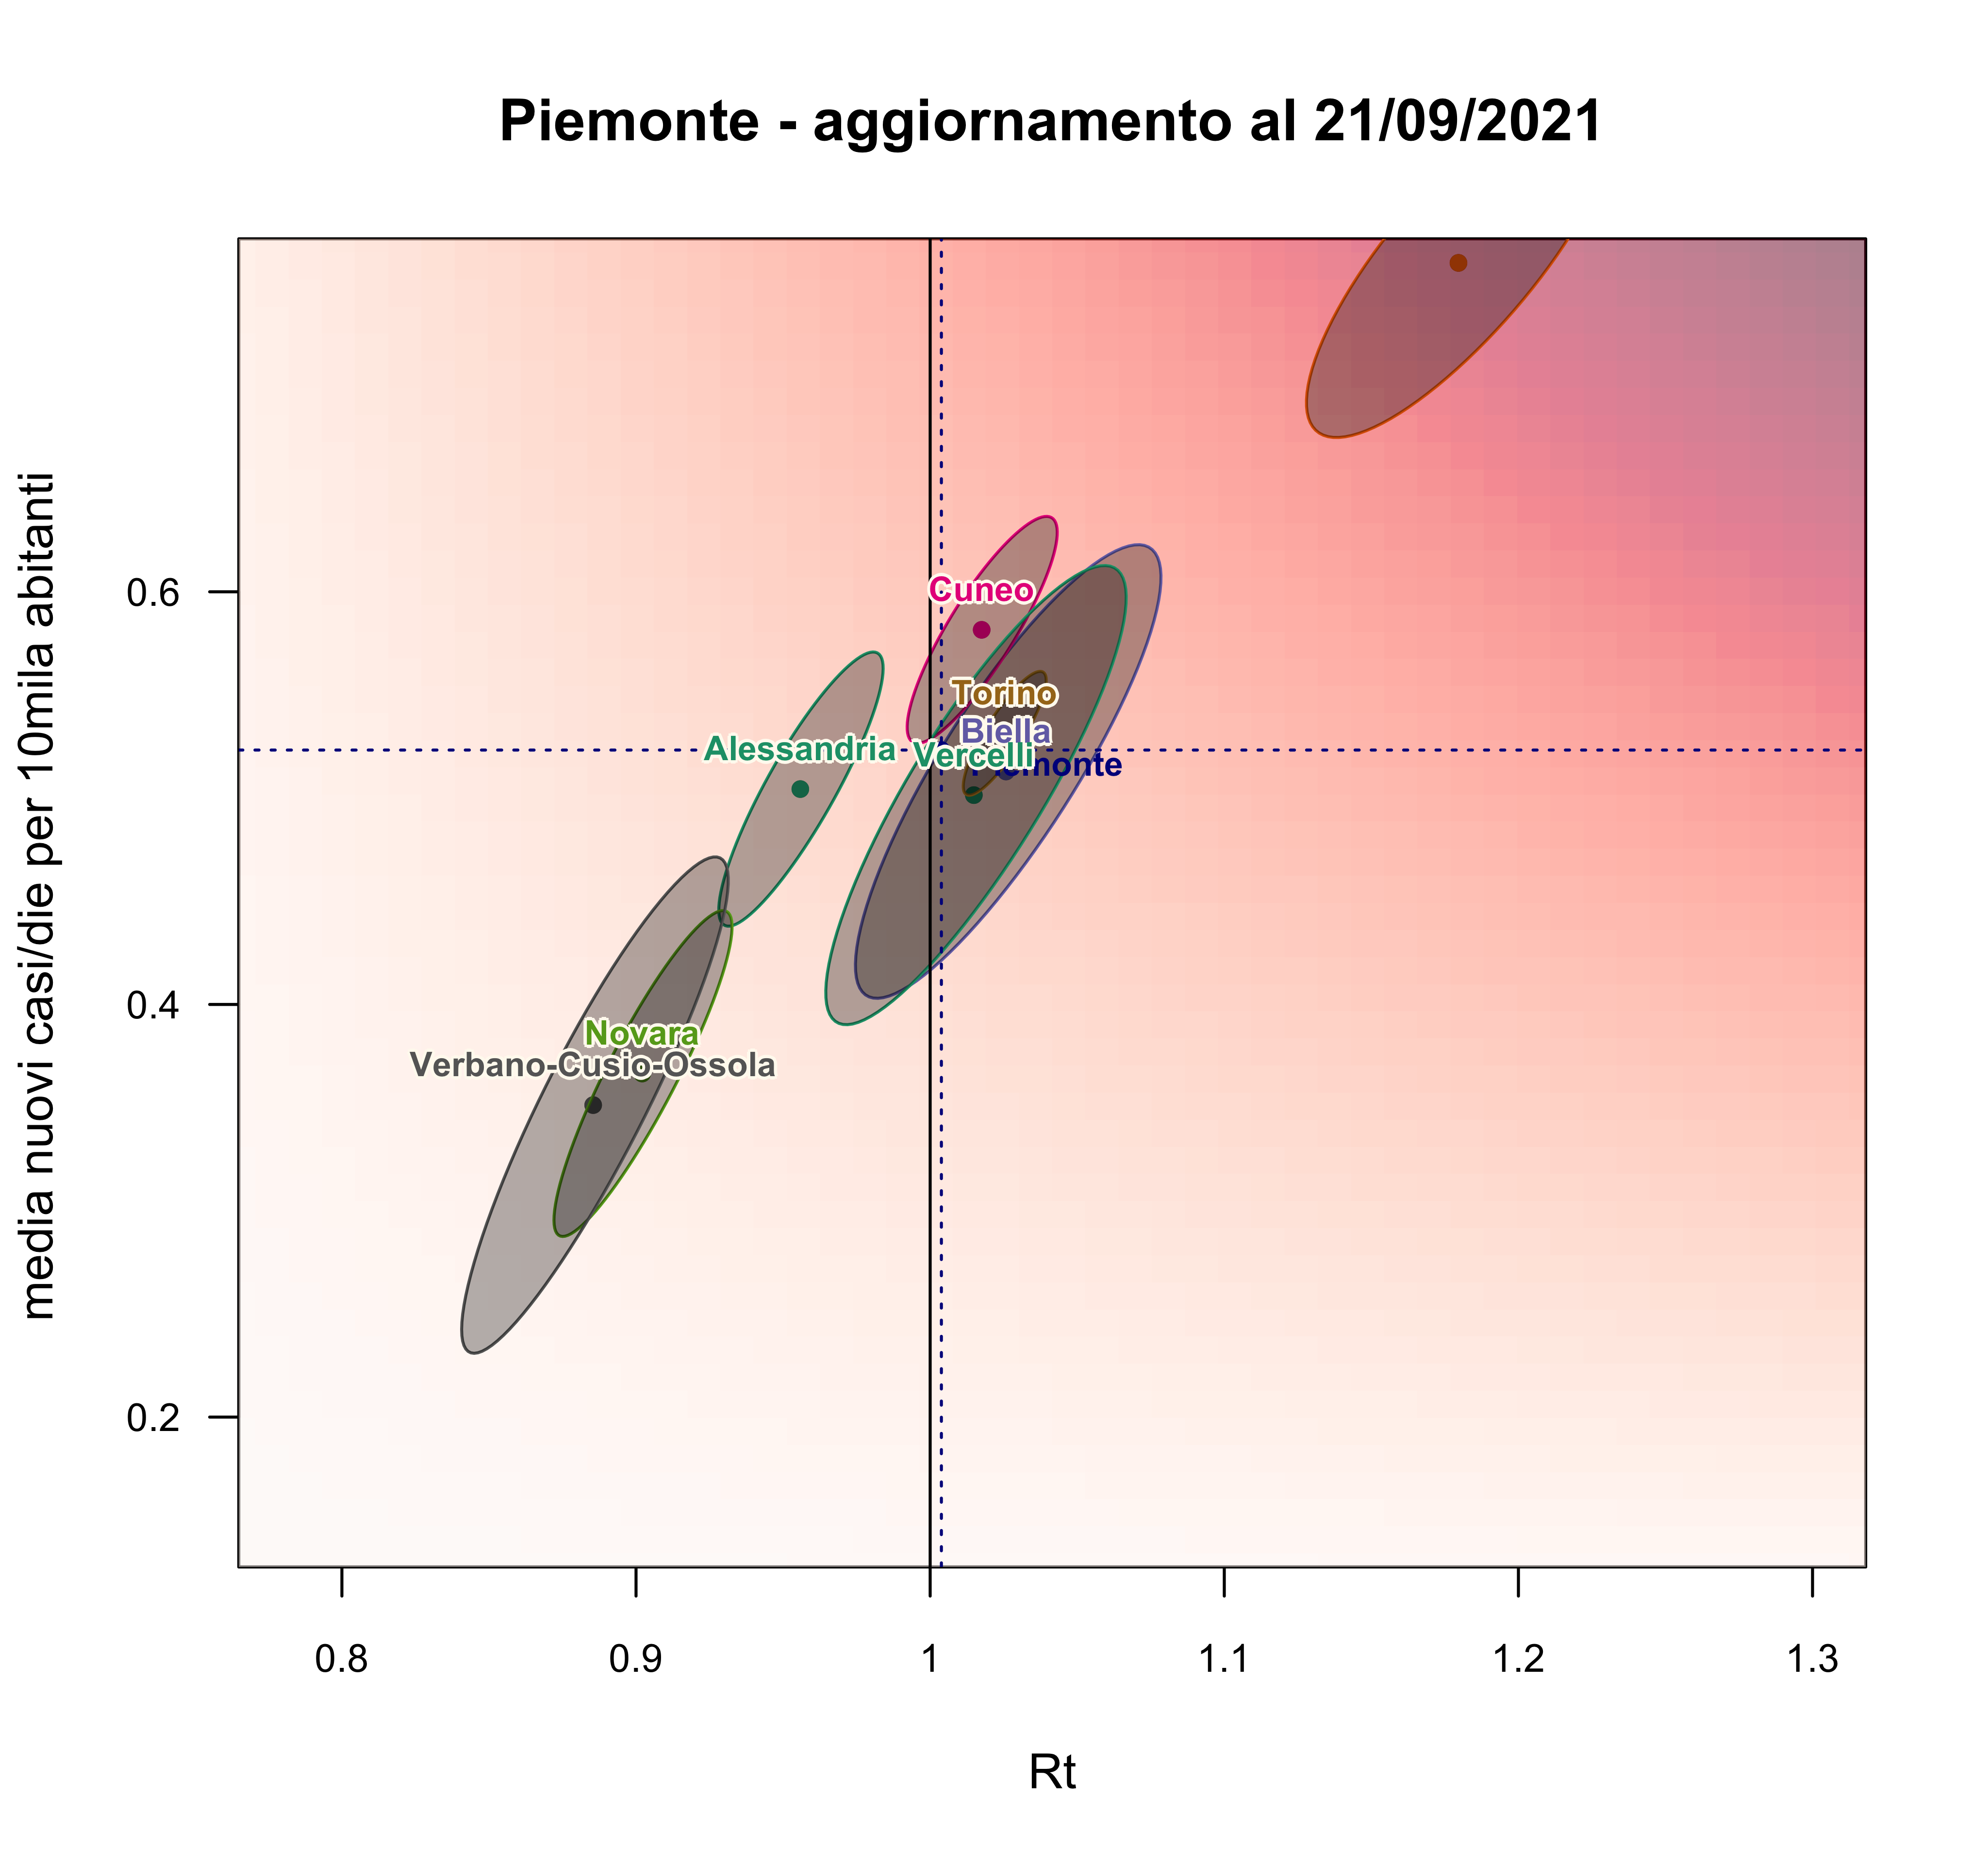 Piemonte - aggiornamento al 21/09/2021
media nuovi casi/die per 10mila abitanti
0.6
0.4
0.2
Cuneo
Torino
Biella
Alessandria
Vercelli
Piemonte
Novara
Verbano-Cusio-Ossola
0.8 0.9 1 1.1 1.2 1.3
Rt